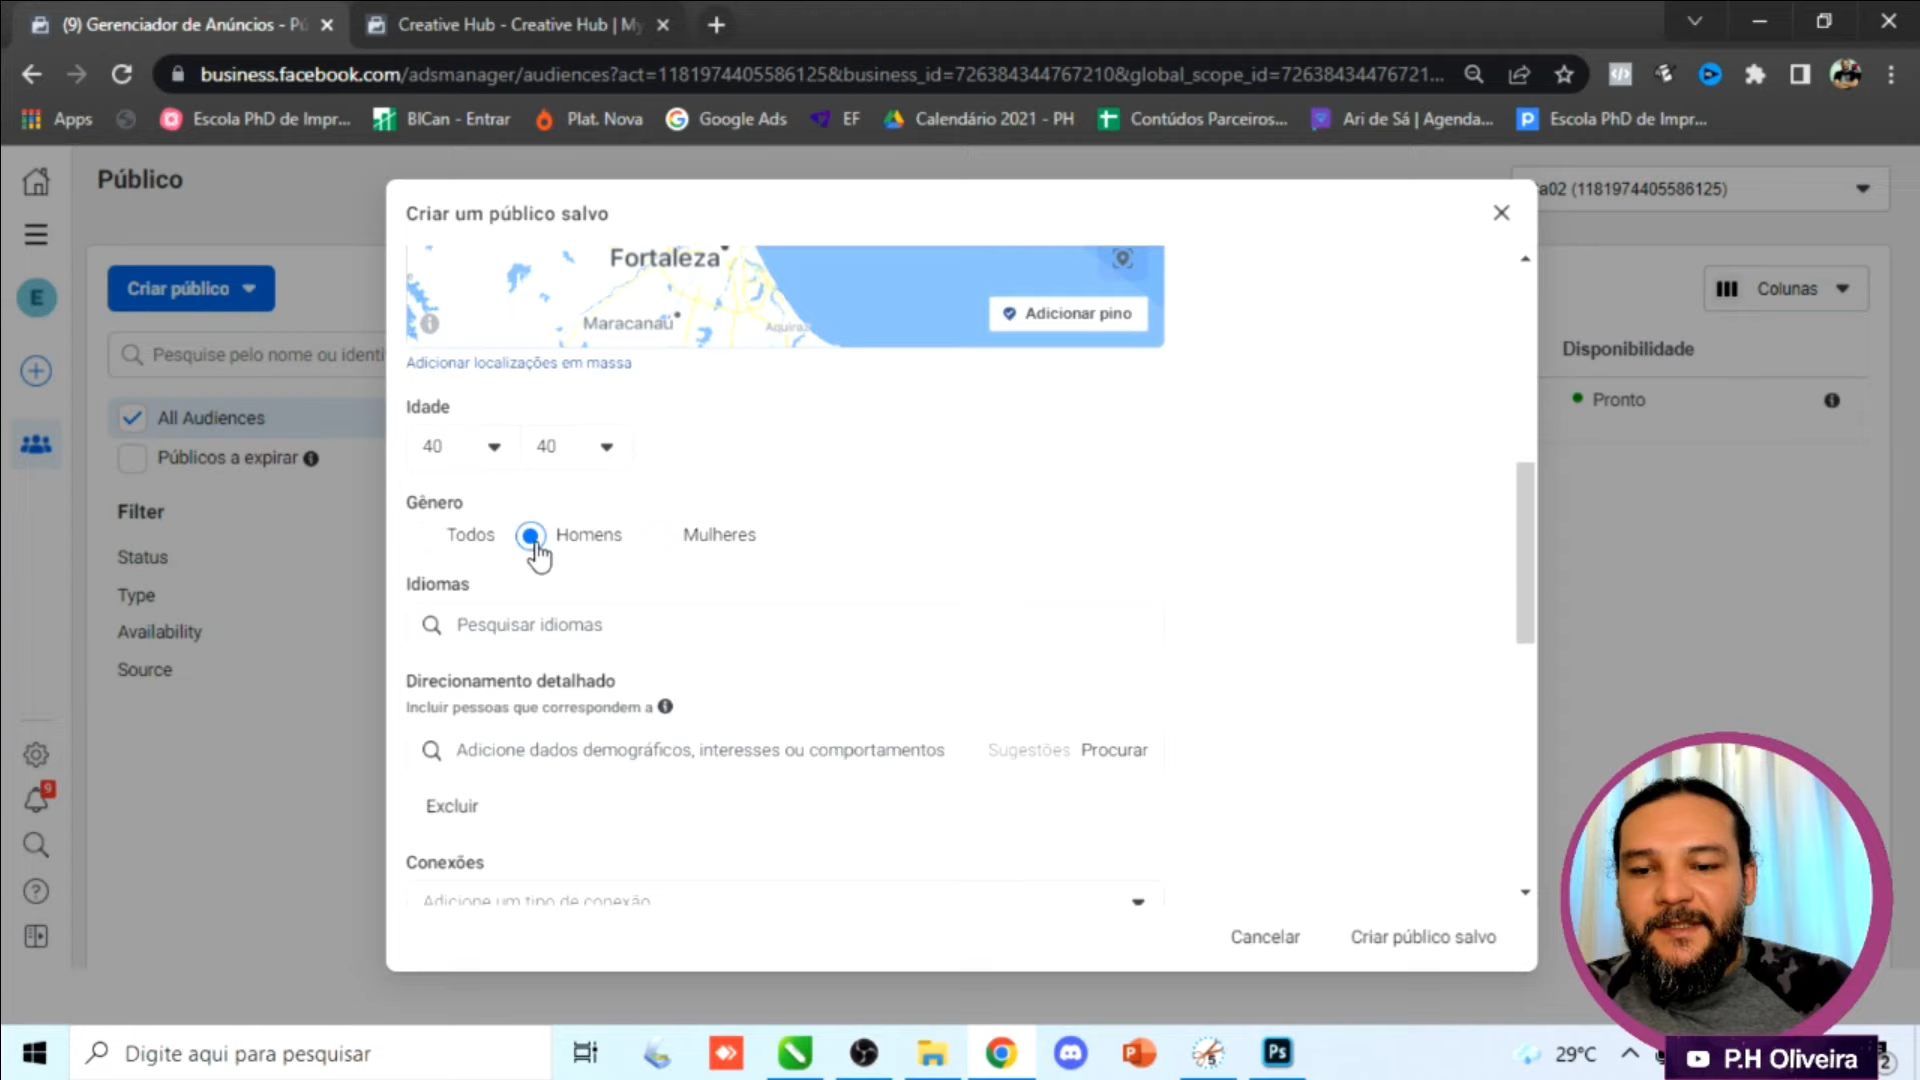 (9) Gerenciador de Anúncios - Pú
Creative Hub - Creative Hub | My
business.facebook.com/adsmanager/audiences?act=1181974405586125&business_id=726384344767210&global_scope_id=72638434476721...
Apps
Escola PhD de Impr...
BICan - Entrar
Plat. Nova
Google Ads
EF
Calendário 2021 - PH
Contúdos Parceiros...
Ari de Sá | Agenda...
Escola PhD de Impr...
Público
a02 (1181974405586125)
Criar público
Colunas
Pesquise pelo nome ou identi
Disponibilidade
All Audiences
Pronto
Públicos a expirar
Filter
Status
Type
Availability
Source
E
9
Criar um público salvo
Fortaleza
Maracanaú
Aquiraz
Adicionar pino
Adicionar localizações em massa
Idade
40
40
Gênero
Todos
Homens
Mulheres
Idiomas
Pesquisar idiomas
Direcionamento detalhado
Incluir pessoas que correspondem a
Adicione dados demográficos, interesses ou comportamentos
Sugestões
Procurar
Excluir
Conexões
Adicione um tipo de conexão
Cancelar
Criar público salvo
Digite aqui para pesquisar
Ps
29°C
P.H Oliveira
2